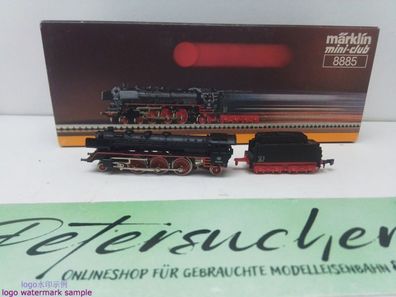 märklin
mini-club
8885
Petersucher
ONLINESHOP FÜR GEBRAUCHTE MODELLEISENBAHN &
logo水印示例
logo watermark sample